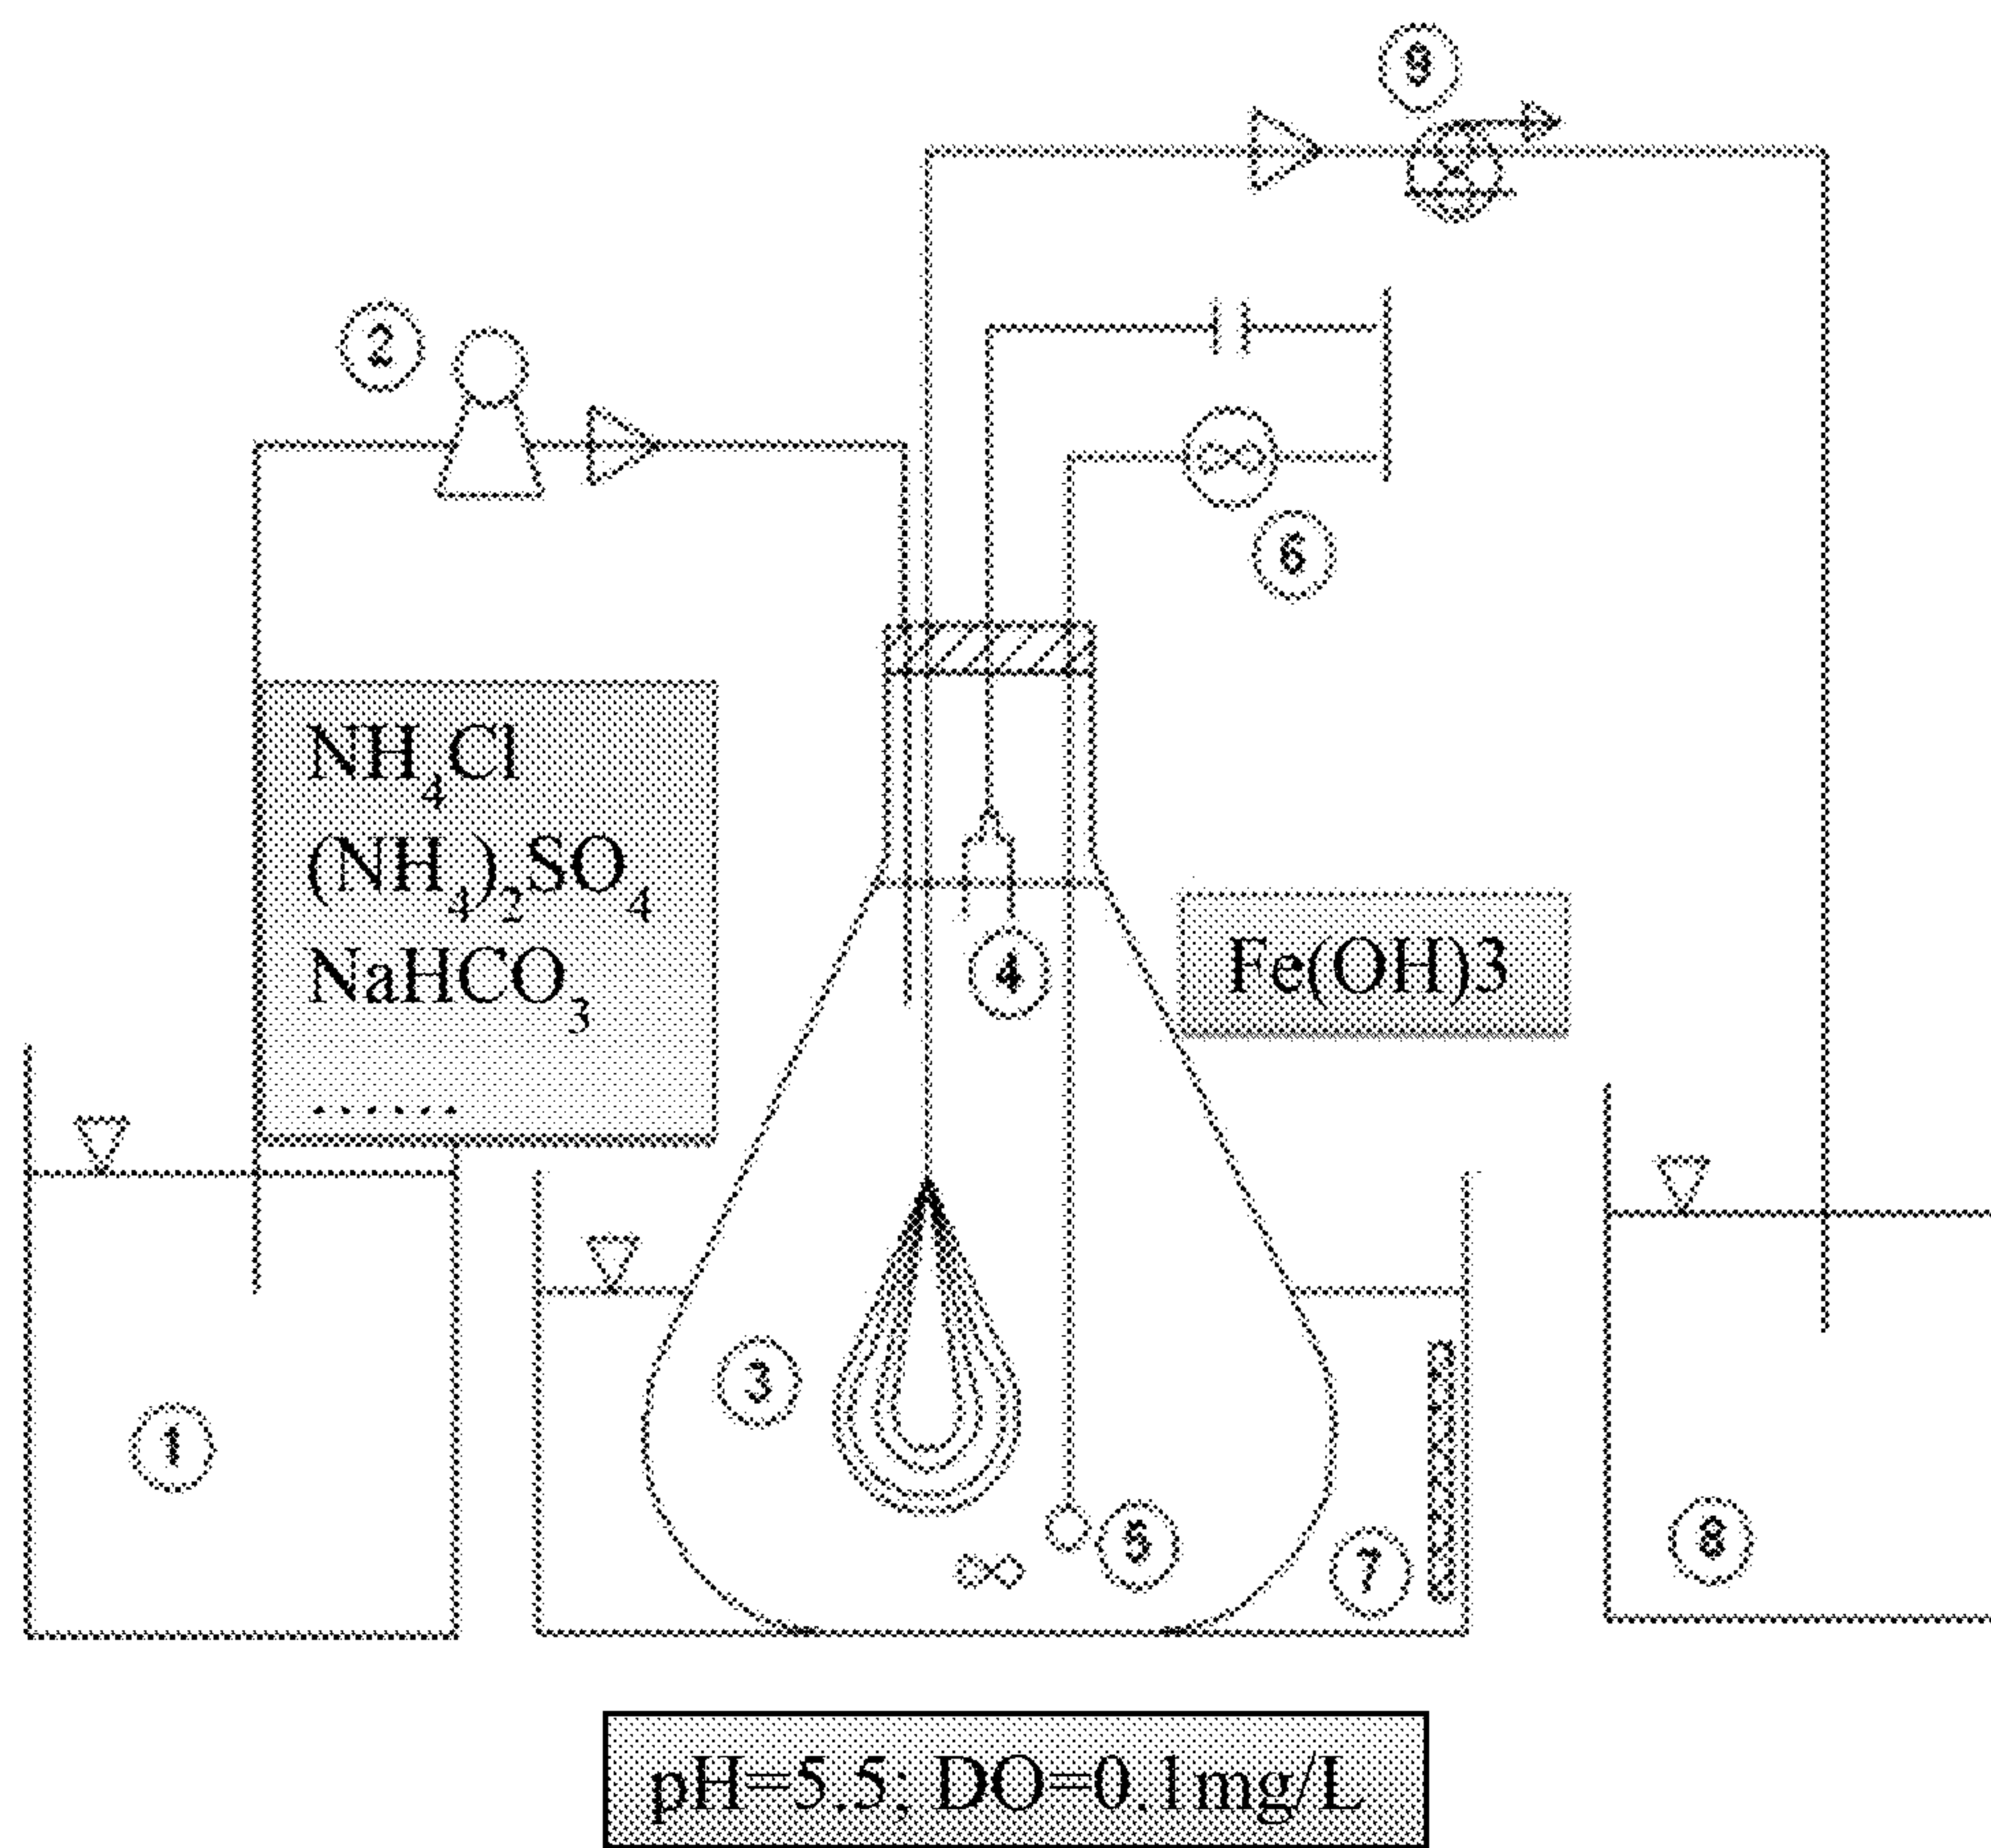 9
2
6
NH₄Cl
(NH₄)₂SO₄
NaHCO₃
......
4
Fe(OH)3
3
1
5
7
8
∞
pH=5.5; DO=0.1mg/L